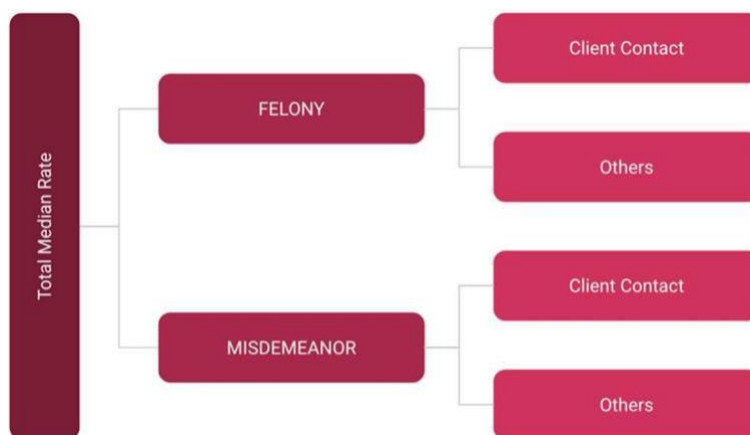 Total Median Rate
FELONY
Client Contact
Others
MISDEMEANOR
Client Contact
Others